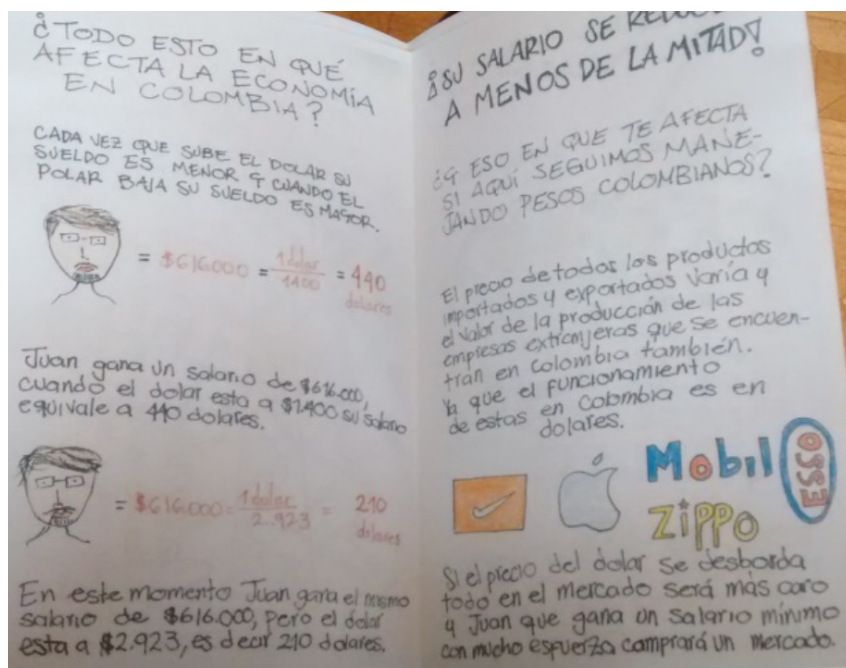 ¿TODO ESTO EN QUÉ
AFECTA LA ECONOMÍA
EN COLOMBIA?
CADA VEZ QUE SUBE EL DOLAR SU
SUELDO ES MENOR Y CUANDO EL
DOLAR BAJA SU SUELDO ES MAYOR.
= $616.000 = 1 dolar / 1400 = 440
dolares
Juan gana un salario de $616.000,
cuando el dolar esta a $1.400 su salario
equivale a 440 dolares.
= $616.000 = 1 dolar / 2.923 = 210
dolares
En este momento Juan gana el mismo
salario de $616.000, pero el dolar
esta a $2.923, es decir 210 dolares.
¡SU SALARIO SE
A MENOS DE LA MITAD!
¿Y ESO EN QUE TE AFECTA
SI AQUÍ SEGUIMOS MANE-
JANDO PESOS COLOMBIANOS?
El precio de todos los productos
importados y exportados varía y
el valor de la producción de las
empresas extranjeras que se encuen-
tran en Colombia también.
Ya que el funcionamiento
de estas en Colombia es en
dolares.
Mobil
ESSO
Zippo
Si el precio del dolar se desborda
todo en el mercado será más caro
y Juan que gana un salario mínimo
con mucho esfuerzo comprará un mercado.